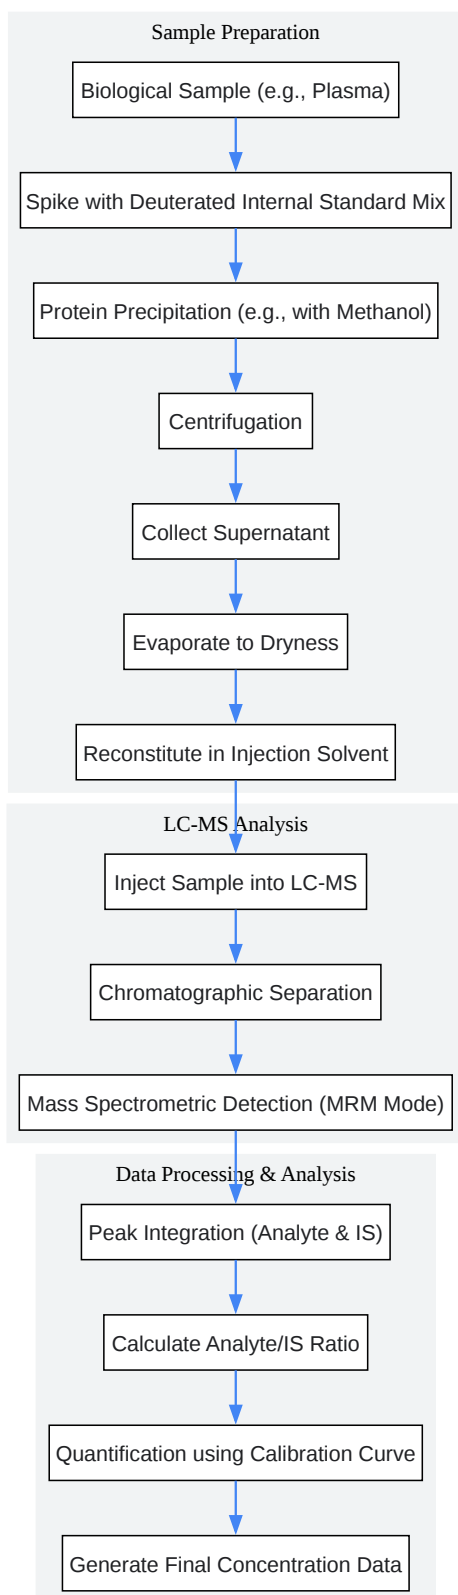 Sample Preparation
Biological Sample (e.g., Plasma)
Spike with Deuterated Internal Standard Mix
Protein Precipitation (e.g., with Methanol)
Centrifugation
Collect Supernatant
Evaporate to Dryness
Reconstitute in Injection Solvent
LC-MS Analysis
Inject Sample into LC-MS
Chromatographic Separation
Mass Spectrometric Detection (MRM Mode)
Data Processing & Analysis
Peak Integration (Analyte & IS)
Calculate Analyte/IS Ratio
Quantification using Calibration Curve
Generate Final Concentration Data